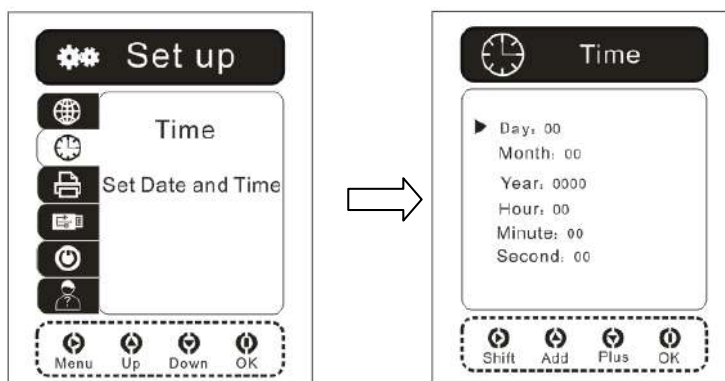 Set up
Time
Set Date and Time
Menu Up Down OK
Time
Day: 00
Month: 00
Year: 0000
Hour: 00
Minute: 00
Second: 00
Shift Add Plus OK